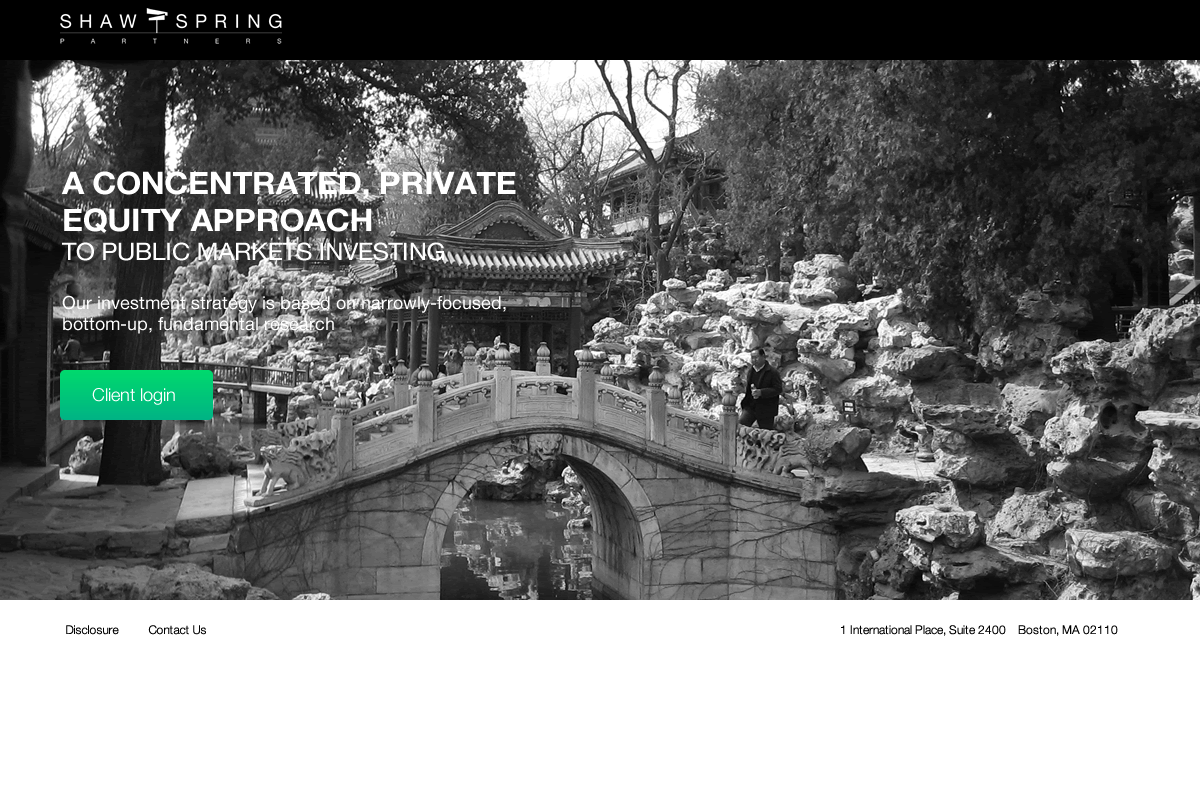 SHAW SPRING
PARTNERS
A CONCENTRATED, PRIVATE
EQUITY APPROACH
TO PUBLIC MARKETS INVESTING
Our investment strategy is based on narrowly-focused,
bottom-up, fundamental research
Client login
Disclosure Contact Us 1 International Place, Suite 2400 Boston, MA 02110